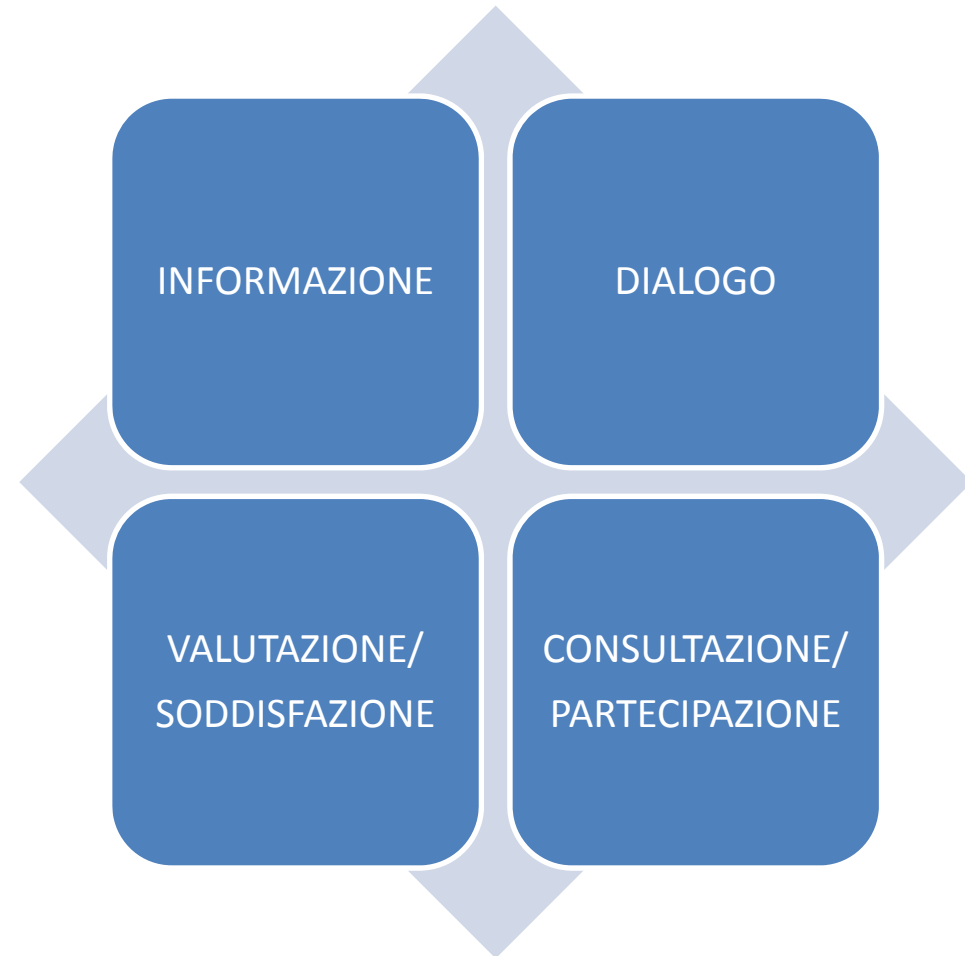 INFORMAZIONE
DIALOGO
VALUTAZIONE/
SODDISFAZIONE
CONSULTAZIONE/
PARTECIPAZIONE